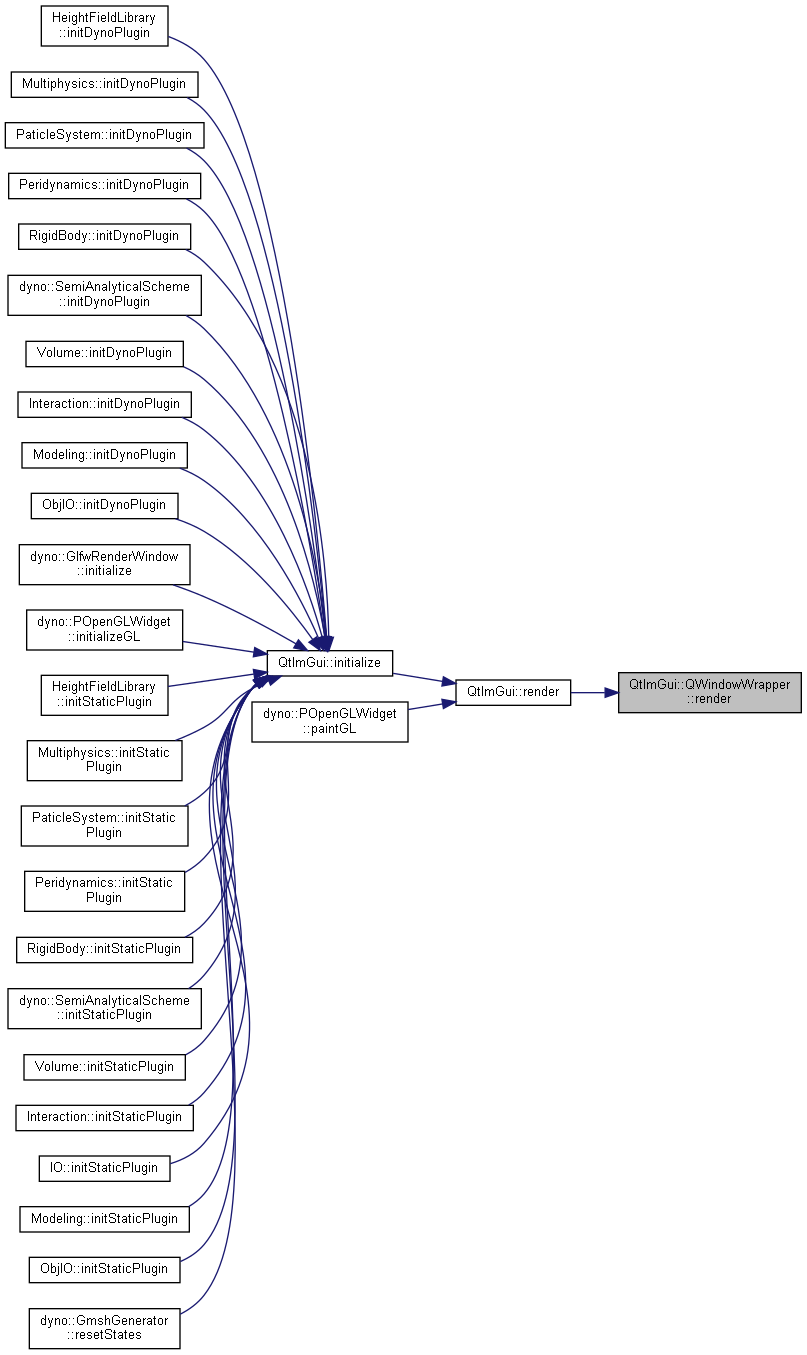 HeightFieldLibrary
::initDynoPlugin
Multiphysics::initDynoPlugin
PaticleSystem::initDynoPlugin
Peridynamics::initDynoPlugin
RigidBody::initDynoPlugin
dyno::SemiAnalyticalScheme
::initDynoPlugin
Volume::initDynoPlugin
Interaction::initDynoPlugin
Modeling::initDynoPlugin
ObjIO::initDynoPlugin
dyno::GlfwRenderWindow
::initialize
dyno::POpenGLWidget
::initializeGL
HeightFieldLibrary
::initStaticPlugin
Multiphysics::initStatic
Plugin
PaticleSystem::initStatic
Plugin
Peridynamics::initStatic
Plugin
RigidBody::initStaticPlugin
dyno::SemiAnalyticalScheme
::initStaticPlugin
Volume::initStaticPlugin
Interaction::initStaticPlugin
IO::initStaticPlugin
Modeling::initStaticPlugin
ObjIO::initStaticPlugin
dyno::GmshGenerator
::resetStates
QtImGui::initialize
dyno::POpenGLWidget
::paintGL
QtImGui::render
QtImGui::QWindowWrapper
::render